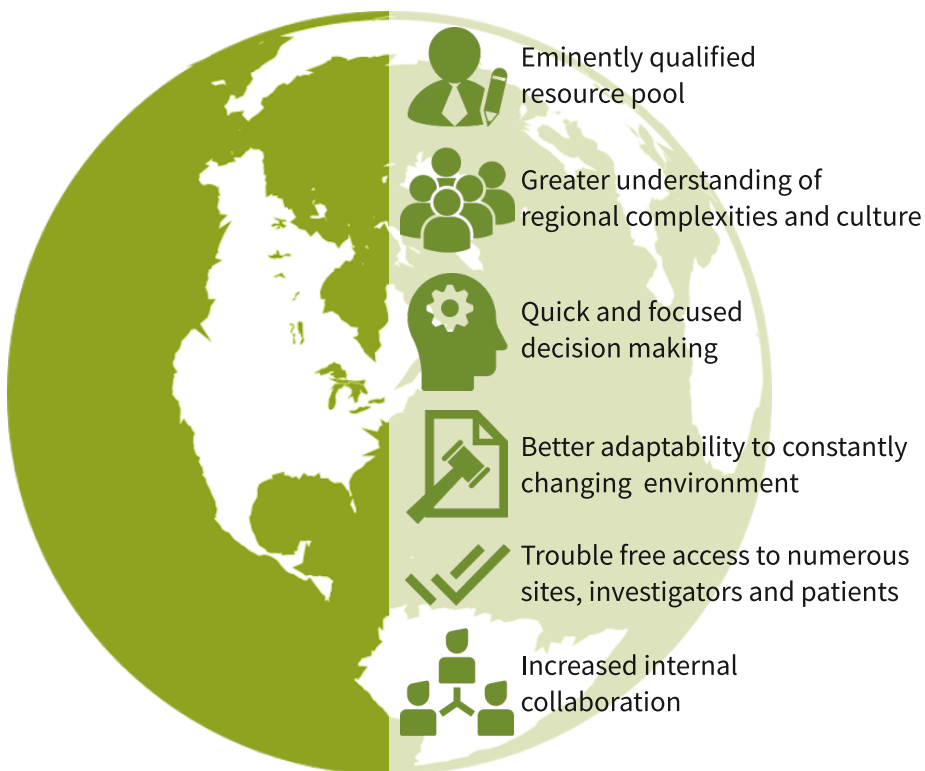 Eminently qualified
resource pool
Greater understanding of
regional complexities and culture
Quick and focused
decision making
Better adaptability to constantly
changing  environment
Trouble free access to numerous
sites, investigators and patients
Increased internal
collaboration